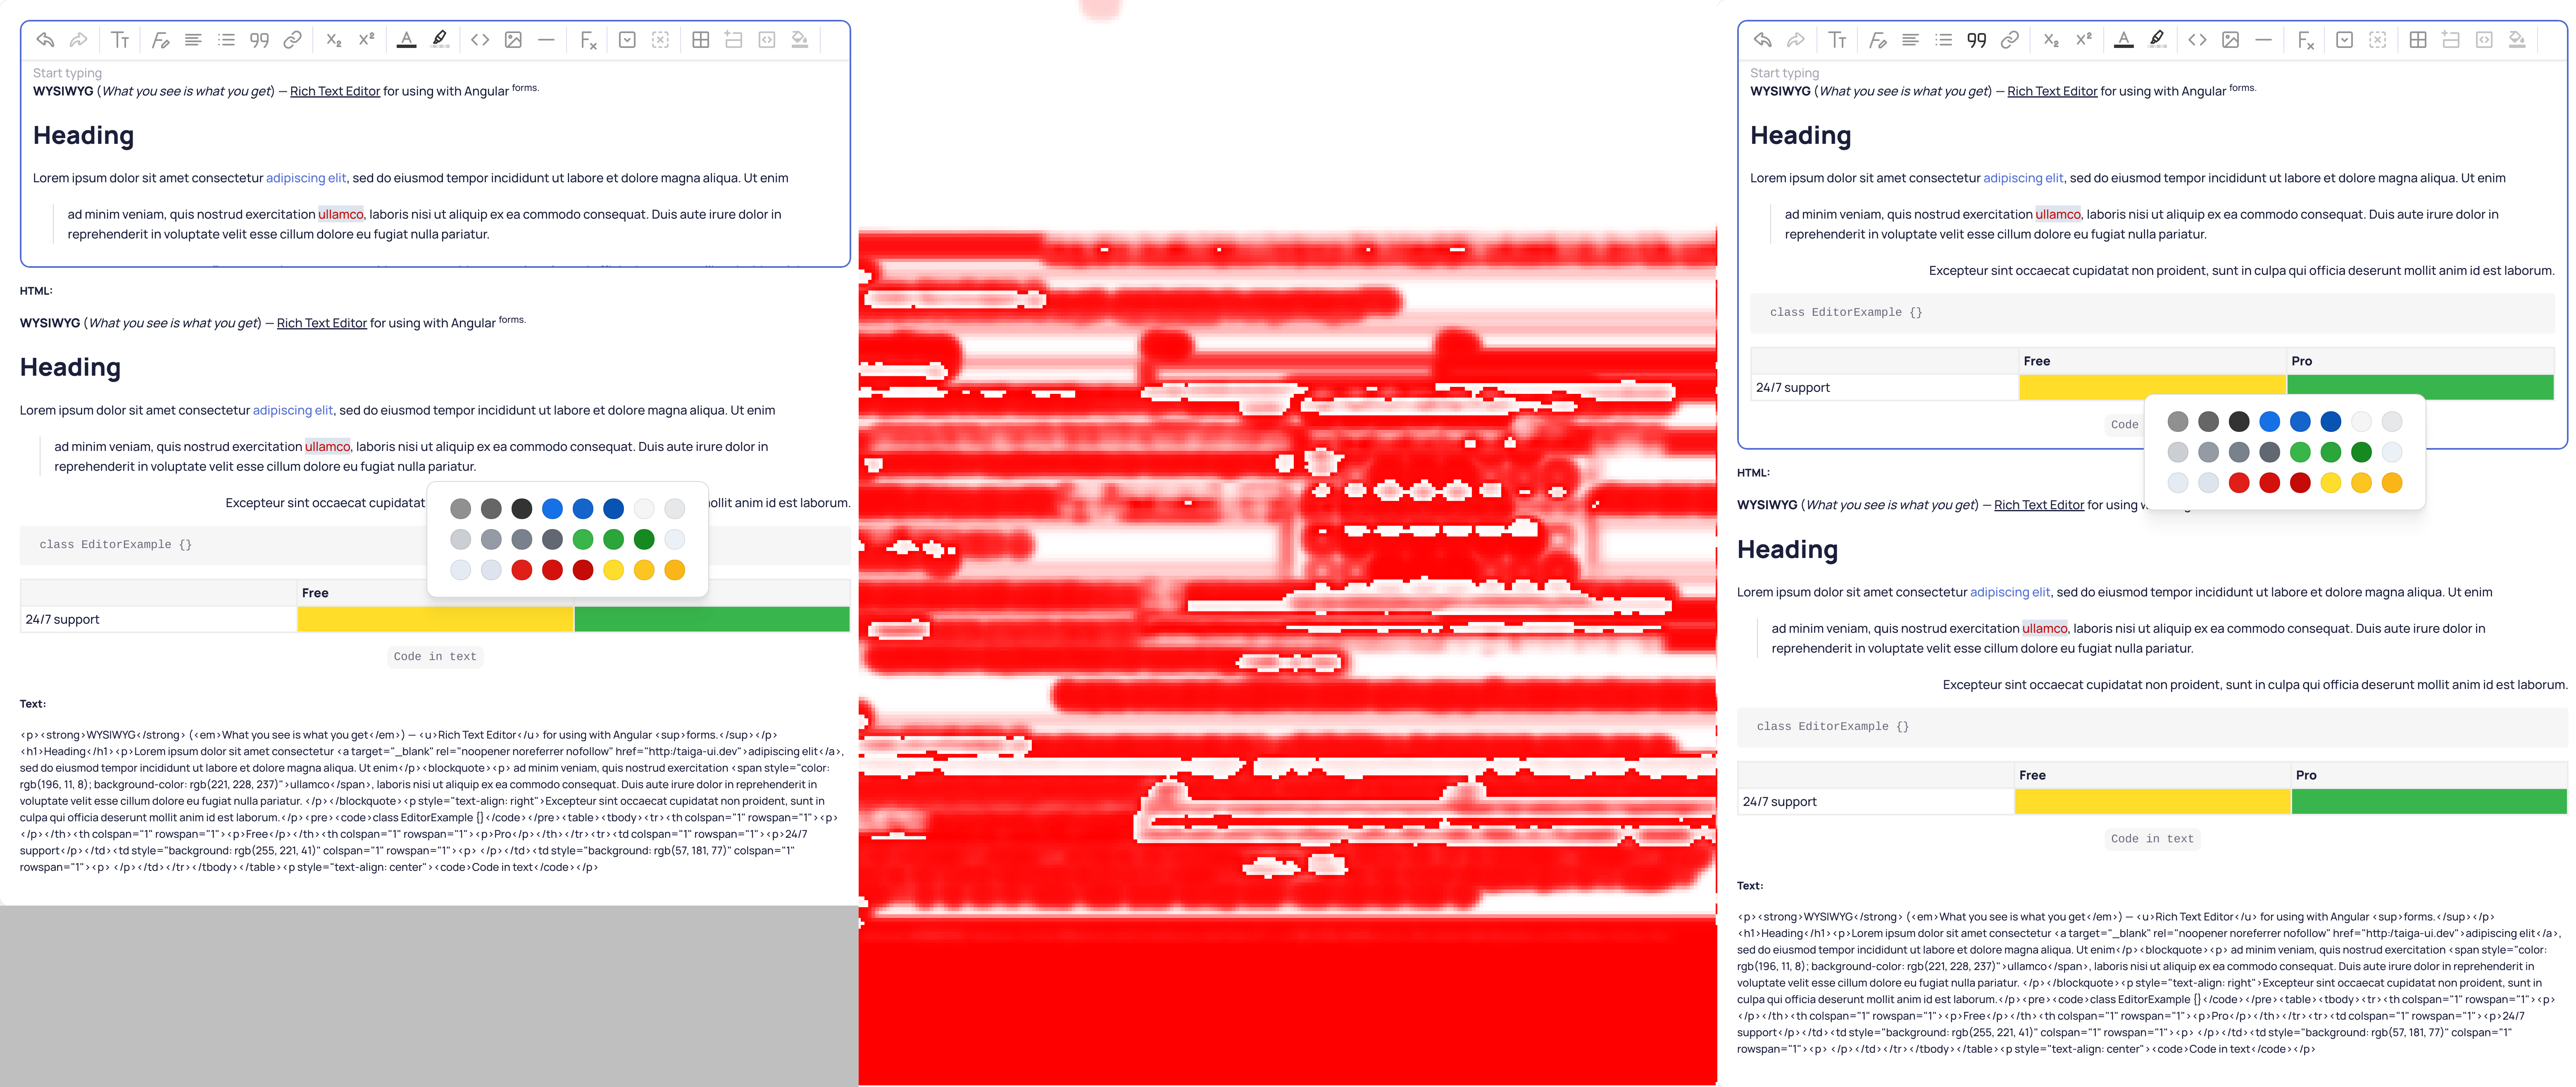 Start typing
WYSIWYG (What you see is what you get) — Rich Text Editor for using with Angular forms.
Heading
Lorem ipsum dolor sit amet consectetur adipiscing elit, sed do eiusmod tempor incididunt ut labore et dolore magna aliqua. Ut enim
ad minim veniam, quis nostrud exercitation ullamco, laboris nisi ut aliquip ex ea commodo consequat. Duis aute irure dolor in
reprehenderit in voluptate velit esse cillum dolore eu fugiat nulla pariatur.
HTML:
WYSIWYG (What you see is what you get) — Rich Text Editor for using with Angular forms.
Heading
Lorem ipsum dolor sit amet consectetur adipiscing elit, sed do eiusmod tempor incididunt ut labore et dolore magna aliqua. Ut enim
ad minim veniam, quis nostrud exercitation ullamco, laboris nisi ut aliquip ex ea commodo consequat. Duis aute irure dolor in
reprehenderit in voluptate velit esse cillum dolore eu fugiat nulla pariatur.
Excepteur sint occaecat cupidatat mollit anim id est laborum.
class EditorExample {}
Free
24/7 support
Code in text
Text:
<p><strong>WYSIWYG</strong> (<em>What you see is what you get</em>) — <u>Rich Text Editor</u> for using with Angular <sup>forms.</sup></p>
<h1>Heading</h1><p>Lorem ipsum dolor sit amet consectetur <a target="_blank" rel="noopener noreferrer nofollow" href="http:/taiga-ui.dev">adipiscing elit</a>,
sed do eiusmod tempor incididunt ut labore et dolore magna aliqua. Ut enim</p><blockquote><p> ad minim veniam, quis nostrud exercitation <span style="color:
rgb(196, 11, 8); background-color: rgb(221, 228, 237)">ullamco</span>, laboris nisi ut aliquip ex ea commodo consequat. Duis aute irure dolor in reprehenderit in
voluptate velit esse cillum dolore eu fugiat nulla pariatur. </p></blockquote><p style="text-align: right">Excepteur sint occaecat cupidatat non proident, sunt in
culpa qui officia deserunt mollit anim id est laborum.</p><pre><code>class EditorExample {}</code></pre><table><tbody><tr><th colspan="1" rowspan="1"><p>
</p></th><th colspan="1" rowspan="1"><p>Free</p></th><th colspan="1" rowspan="1"><p>Pro</p></th></tr><tr><td colspan="1" rowspan="1"><p>24/7
support</p></td><td style="background: rgb(255, 221, 41)" colspan="1" rowspan="1"><p> </p></td><td style="background: rgb(57, 181, 77)" colspan="1"
rowspan="1"><p> </p></td></tr></tbody></table><p style="text-align: center"><code>Code in text</code></p>
Start typing
WYSIWYG (What you see is what you get) — Rich Text Editor for using with Angular forms.
Heading
Lorem ipsum dolor sit amet consectetur adipiscing elit, sed do eiusmod tempor incididunt ut labore et dolore magna aliqua. Ut enim
ad minim veniam, quis nostrud exercitation ullamco, laboris nisi ut aliquip ex ea commodo consequat. Duis aute irure dolor in
reprehenderit in voluptate velit esse cillum dolore eu fugiat nulla pariatur.
Excepteur sint occaecat cupidatat non proident, sunt in culpa qui officia deserunt mollit anim id est laborum.
class EditorExample {}
Free Pro
24/7 support
Code
HTML:
WYSIWYG (What you see is what you get) — Rich Text Editor for using
Heading
Lorem ipsum dolor sit amet consectetur adipiscing elit, sed do eiusmod tempor incididunt ut labore et dolore magna aliqua. Ut enim
ad minim veniam, quis nostrud exercitation ullamco, laboris nisi ut aliquip ex ea commodo consequat. Duis aute irure dolor in
reprehenderit in voluptate velit esse cillum dolore eu fugiat nulla pariatur.
Excepteur sint occaecat cupidatat non proident, sunt in culpa qui officia deserunt mollit anim id est laborum.
class EditorExample {}
Free Pro
24/7 support
Code in text
Text:
<p><strong>WYSIWYG</strong> (<em>What you see is what you get</em>) — <u>Rich Text Editor</u> for using with Angular <sup>forms.</sup></p>
<h1>Heading</h1><p>Lorem ipsum dolor sit amet consectetur <a target="_blank" rel="noopener noreferrer nofollow" href="http:/taiga-ui.dev">adipiscing elit</a>,
sed do eiusmod tempor incididunt ut labore et dolore magna aliqua. Ut enim</p><blockquote><p> ad minim veniam, quis nostrud exercitation <span style="color:
rgb(196, 11, 8); background-color: rgb(221, 228, 237)">ullamco</span>, laboris nisi ut aliquip ex ea commodo consequat. Duis aute irure dolor in reprehenderit in
voluptate velit esse cillum dolore eu fugiat nulla pariatur. </p></blockquote><p style="text-align: right">Excepteur sint occaecat cupidatat non proident, sunt in
culpa qui officia deserunt mollit anim id est laborum.</p><pre><code>class EditorExample {}</code></pre><table><tbody><tr><th colspan="1" rowspan="1"><p>
</p></th><th colspan="1" rowspan="1"><p>Free</p></th><th colspan="1" rowspan="1"><p>Pro</p></th></tr><tr><td colspan="1" rowspan="1"><p>24/7
support</p></td><td style="background: rgb(255, 221, 41)" colspan="1" rowspan="1"><p> </p></td><td style="background: rgb(57, 181, 77)" colspan="1"
rowspan="1"><p> </p></td></tr></tbody></table><p style="text-align: center"><code>Code in text</code></p>